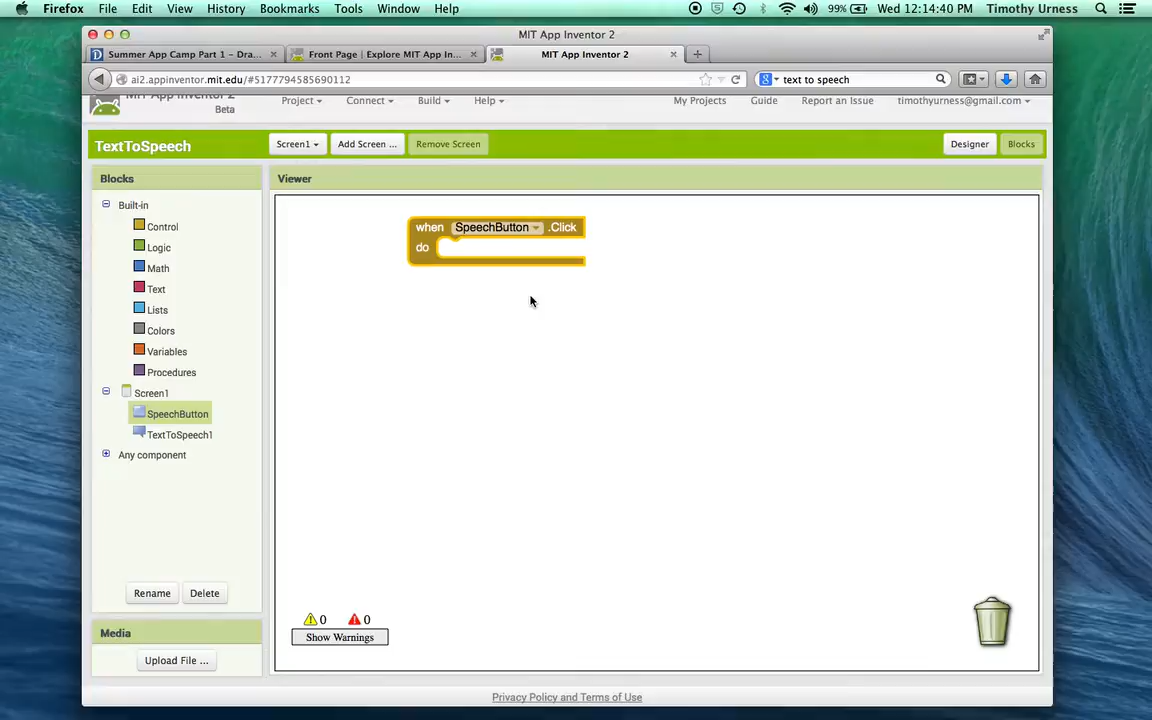 Firefox File Edit View History Bookmarks Tools Window Help 99% Wed 12:14:40 PM Timothy Urness
MIT App Inventor 2
Summer App Camp Part 1 – Dra... × Front Page | Explore MIT App In... × MIT App Inventor 2 ×
ai2.appinventor.mit.edu/#5177794585690112 text to speech
MIT App Inventor 2
Beta
Project Connect Build Help My Projects Guide Report an Issue timothyurness@gmail.com
TextToSpeech Screen1 Add Screen ... Remove Screen Designer Blocks
Blocks Viewer
Built-in
Control
Logic
Math
Text
Lists
Colors
Variables
Procedures
Screen1
SpeechButton
TextToSpeech1
Any component
when SpeechButton .Click
do
Rename Delete
0 0
Show Warnings
Media
Upload File ...
Privacy Policy and Terms of Use